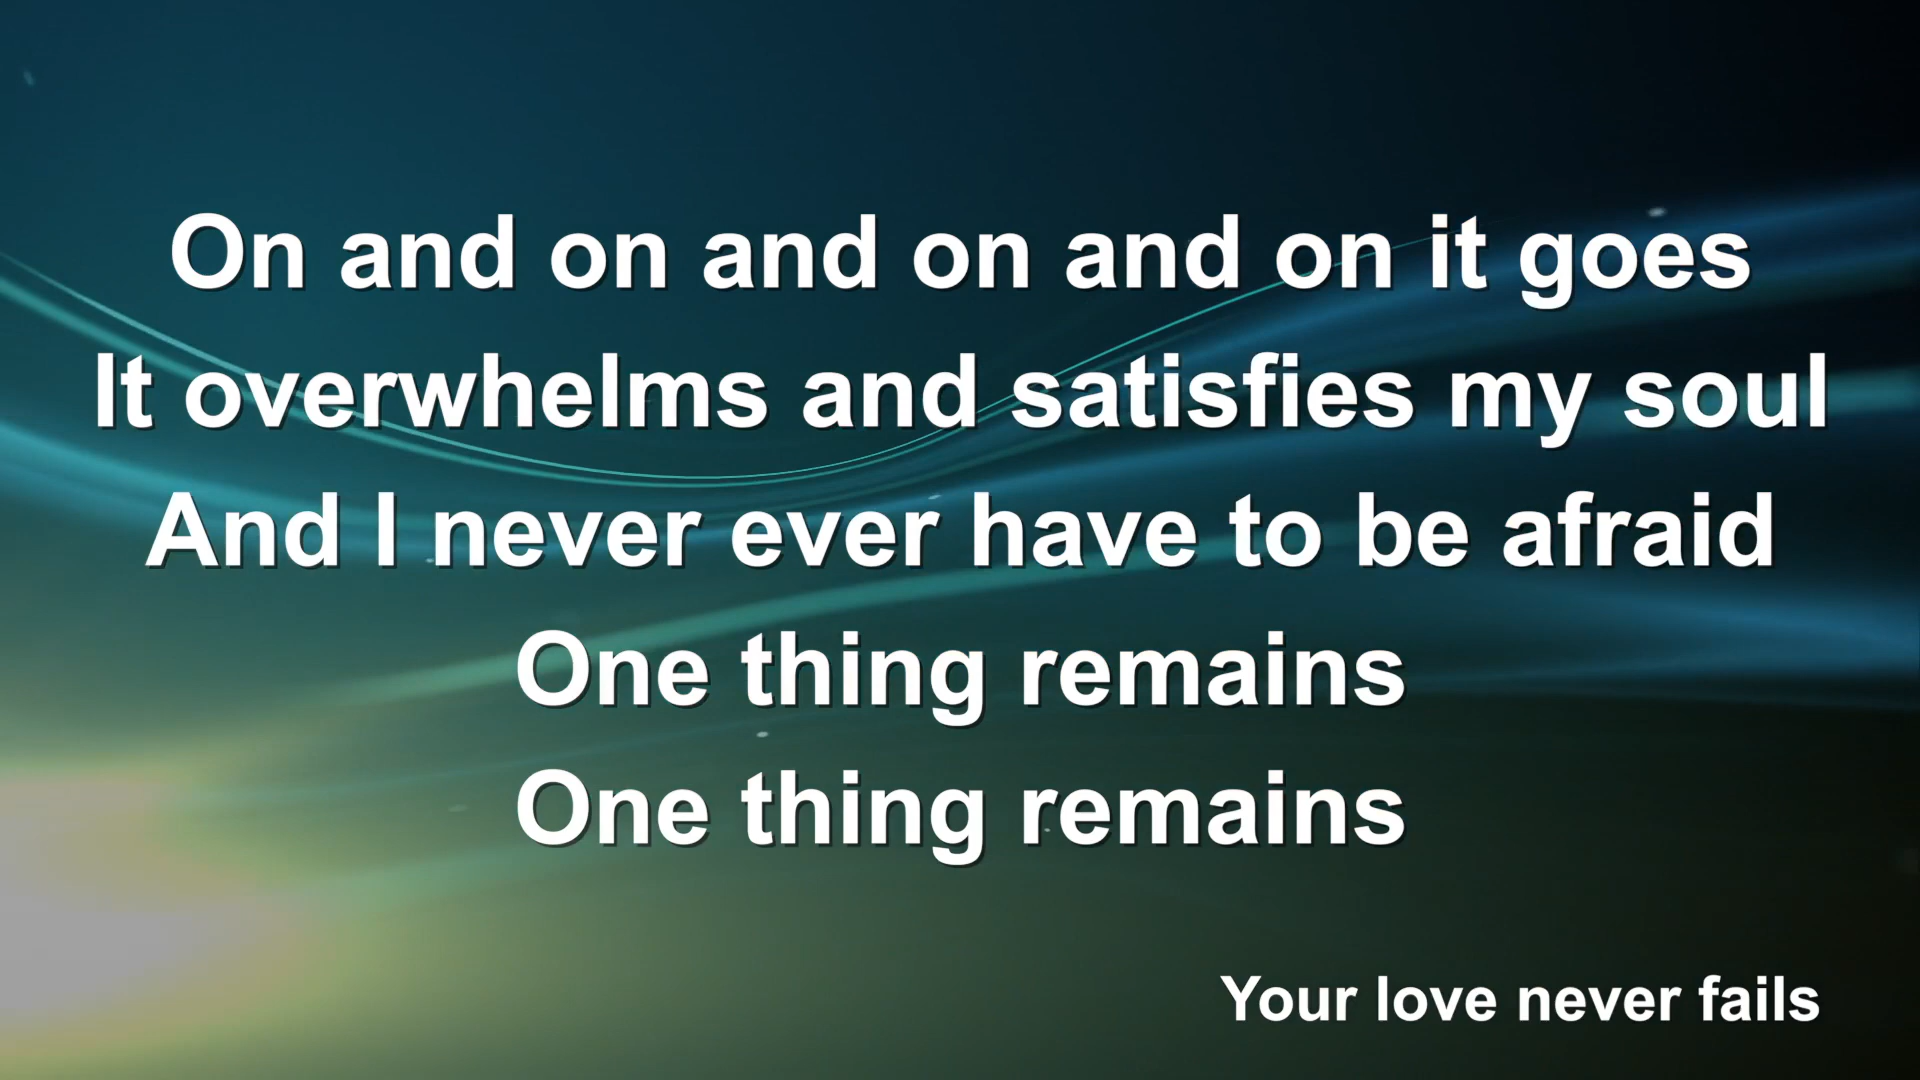 On and on and on and on it goes
It overwhelms and satisfies my soul
And I never ever have to be afraid
One thing remains
One thing remains
Your love never fails